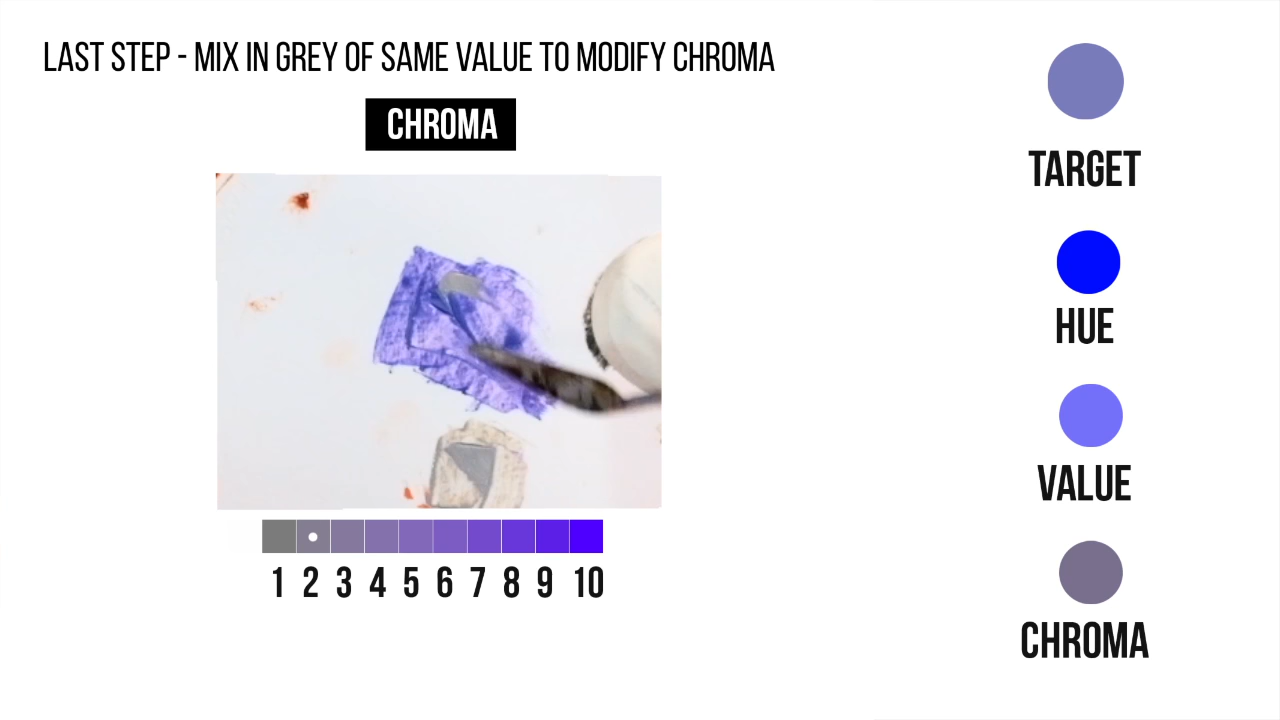 LAST STEP - MIX IN GREY OF SAME VALUE TO MODIFY CHROMA
CHROMA
1 2 3 4 5 6 7 8 9 10
TARGET
HUE
VALUE
CHROMA